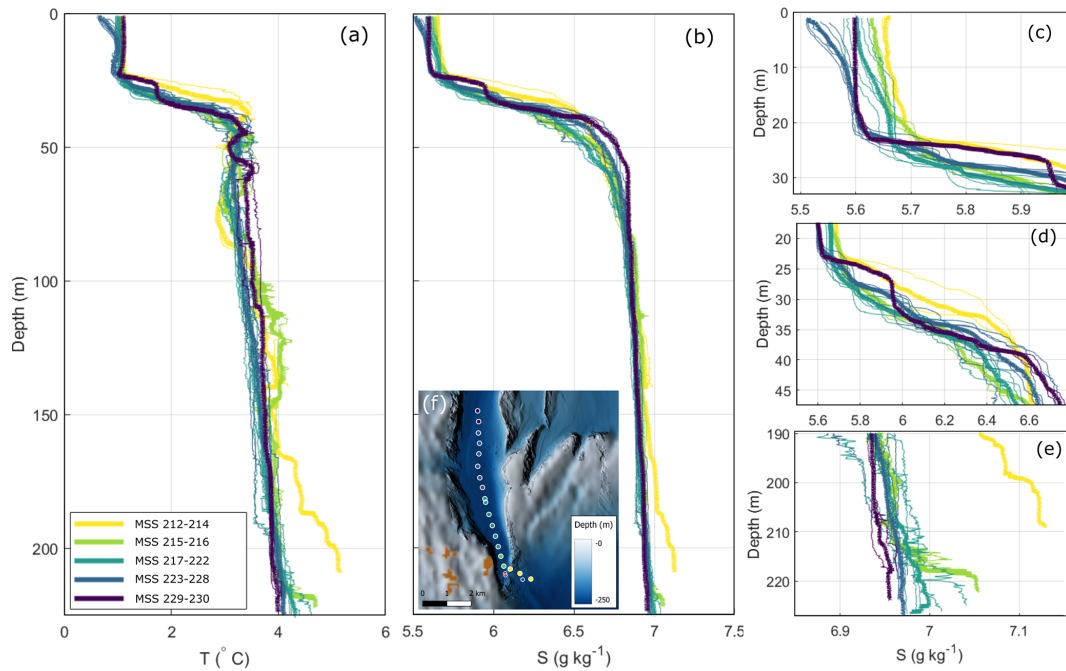 (a)
0
50
100
150
200
Depth (m)
MSS 212-214
MSS 215-216
MSS 217-222
MSS 223-228
MSS 229-230
0
2
4
6
T (° C)
(b)
(f)
Depth (m)
-0
-250
0
1
2 km
5.5
6
6.5
7
7.5
S (g kg-1)
(c)
0
10
20
30
Depth (m)
5.5
5.6
5.7
5.8
5.9
(d)
20
25
30
35
40
45
Depth (m)
5.6
5.8
6
6.2
6.4
6.6
(e)
190
200
210
220
Depth (m)
6.9
7
7.1
S (g kg-1)